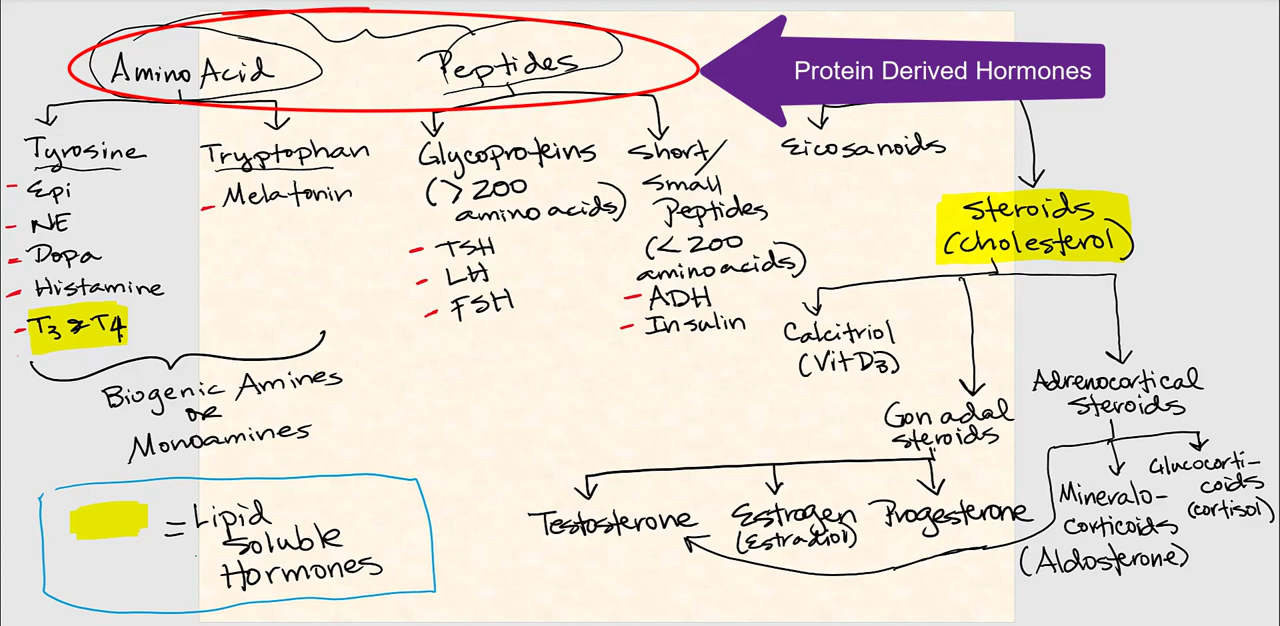 Amino Acid
Peptides
Protein Derived Hormones
Tyrosine
- Epi
- NE
- Dopa
- Histamine
- T3 & T4
Tryptophan
- Melatonin
Biogenic Amines
OR
Monoamines
Glycoproteins
(> 200
amino acids)
- TSH
- LH
- FSH
Short/
Small
Peptides
(< 200
amino acids)
- ADH
- Insulin
Eicosanoids
Steroids
(cholesterol)
Calcitriol
(Vit D3)
Gonadal
steroids
Testosterone
Estrogen
(Estradiol)
Progesterone
Adrenocortical
steroids
Mineralo-
corticoids
(Aldosterone)
Glucocorti-
coids
(cortisol)
= Lipid
Soluble
Hormones